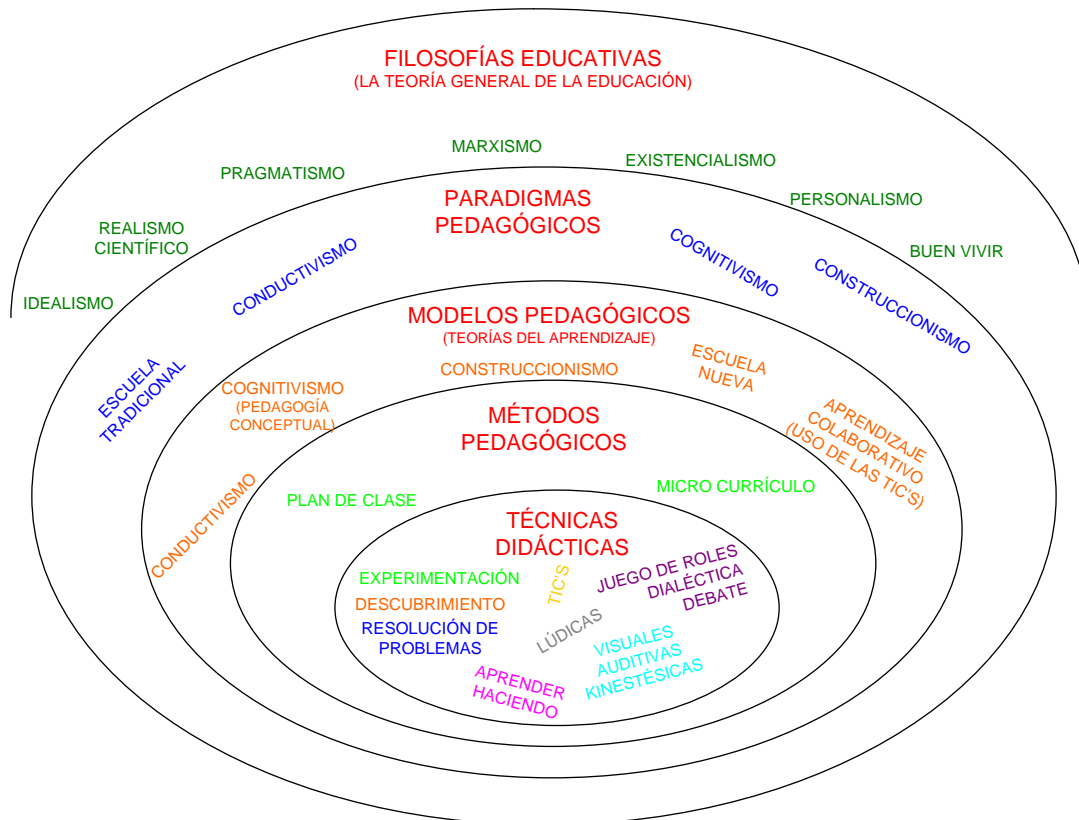 FILOSOFÍAS EDUCATIVAS
(LA TEORÍA GENERAL DE LA EDUCACIÓN)
MARXISMO
PRAGMATISMO
EXISTENCIALISMO
REALISMO
CIENTÍFICO
PERSONALISMO
IDEALISMO
BUEN VIVIR
PARADIGMAS
PEDAGÓGICOS
CONDUCTIVISMO
COGNITIVISMO
CONSTRUCCIONISMO
ESCUELA
TRADICIONAL
MODELOS PEDAGÓGICOS
(TEORÍAS DEL APRENDIZAJE)
CONSTRUCCIONISMO
ESCUELA
NUEVA
COGNITIVISMO
(PEDAGOGÍA
CONCEPTUAL)
APRENDIZAJE
COLABORATIVO
(USO DE LAS TIC'S)
CONDUCTIVISMO
MÉTODOS
PEDAGÓGICOS
PLAN DE CLASE
MICRO CURRÍCULO
TÉCNICAS
DIDÁCTICAS
EXPERIMENTACIÓN
TIC'S
JUEGO DE ROLES
DIALÉCTICA
DEBATE
DESCUBRIMIENTO
RESOLUCIÓN DE
PROBLEMAS
LÚDICAS
VISUALES
AUDITIVAS
KINESTÉSICAS
APRENDER
HACIENDO